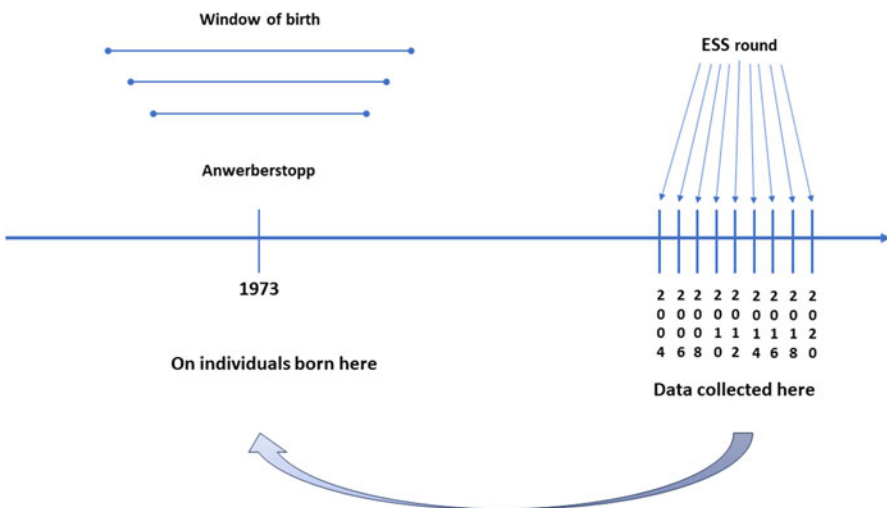 Window of birth
ESS round
Anwerberstopp
1973
2004
2006
2008
2010
2012
2014
2016
2018
2020
On individuals born here
Data collected here